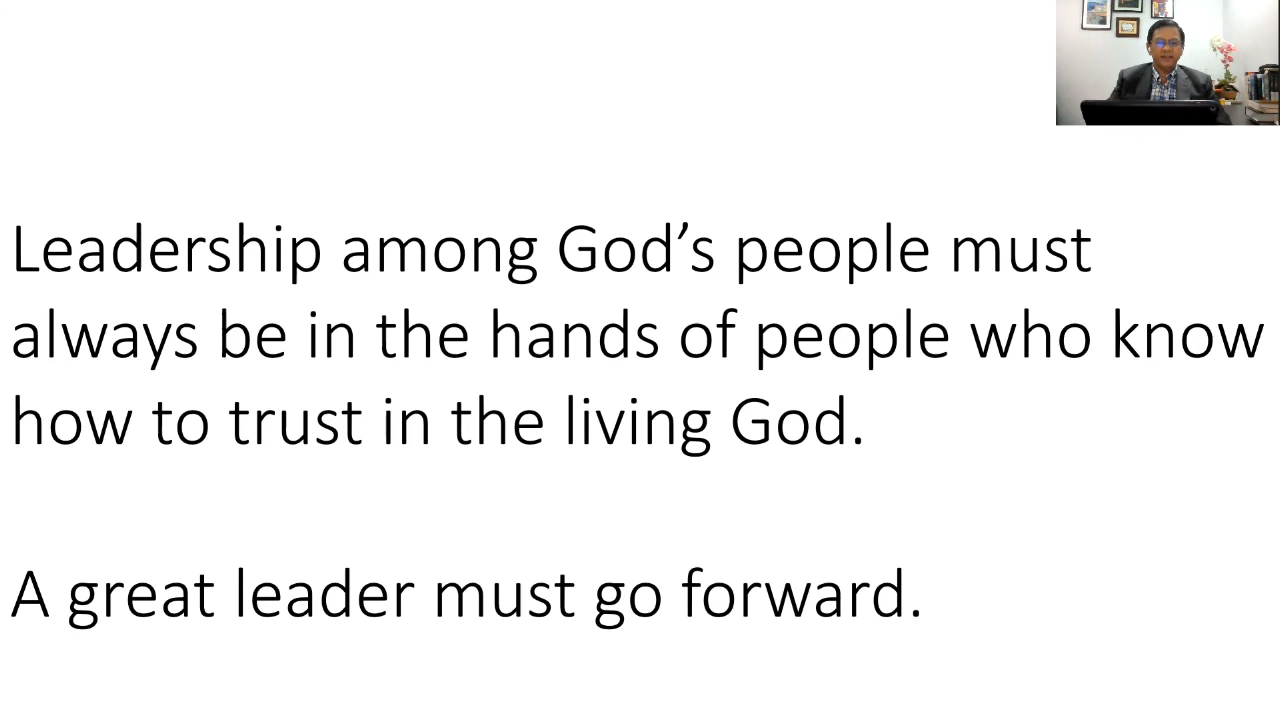 Leadership among God’s people must
always be in the hands of people who know
how to trust in the living God.
A great leader must go forward.